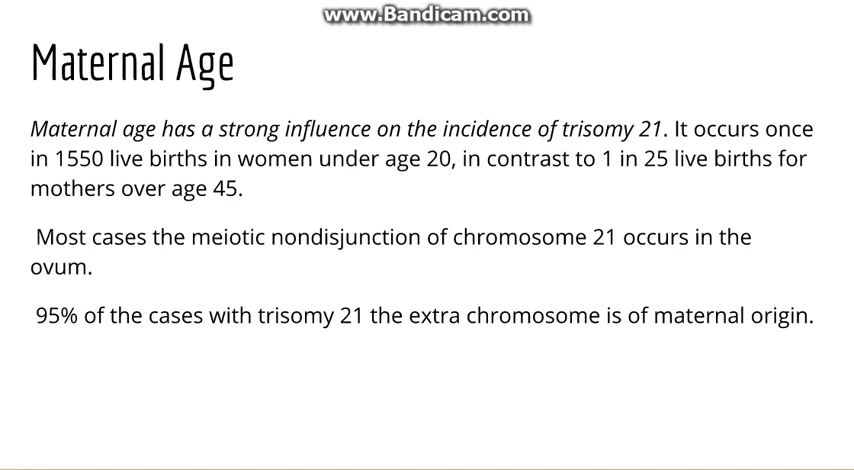 www.Bandicam.com
Maternal Age
Maternal age has a strong influence on the incidence of trisomy 21. It occurs once
in 1550 live births in women under age 20, in contrast to 1 in 25 live births for
mothers over age 45.
Most cases the meiotic nondisjunction of chromosome 21 occurs in the
ovum.
95% of the cases with trisomy 21 the extra chromosome is of maternal origin.